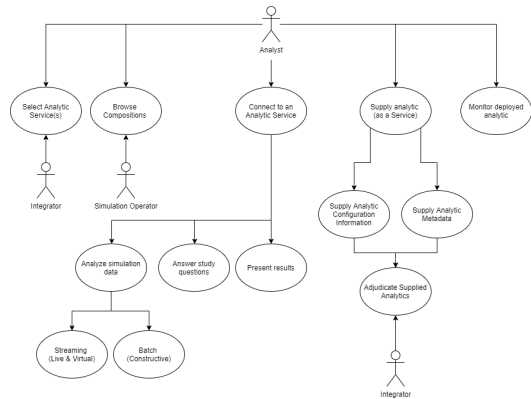 Analyst
Select Analytic
Service(s)
Browse
Compositions
Connect to an
Analytic Service
Supply analytic
(as a Service)
Monitor deployed
analytic
Integrator
Simulation Operator
Supply Analytic
Configuration
Information
Supply Analytic
Metadata
Analyze simulation
data
Answer study
questions
Present results
Adjudicate Supplied
Analytics
Streaming
(Live & Virtual)
Batch
(Constructive)
Integrator